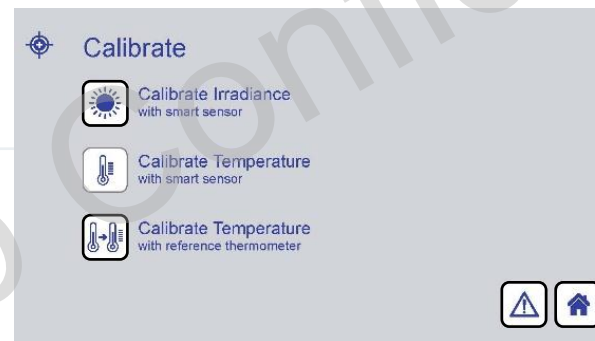 Calibrate
Calibrate Irradiance
with smart sensor
Calibrate Temperature
with smart sensor
Calibrate Temperature
with reference thermometer